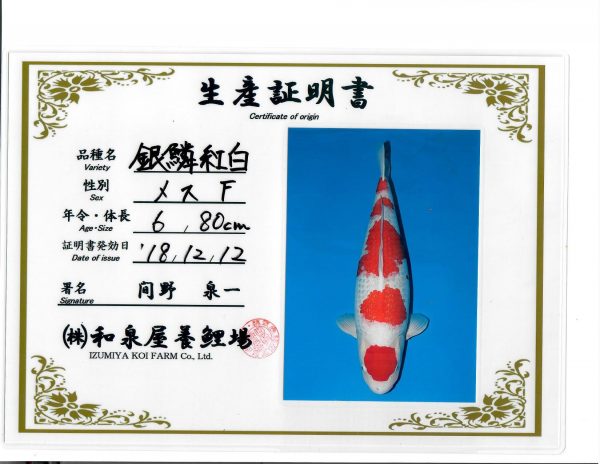 生産証明書
Certificate of origin
品種名 銀鱗紅白
Variety
性別 メス F
Sex
年令・体長 6, 80cm
Age・Size
証明書発効日 '18, 12, 12
Date of issue
署名 間野 泉一
Signature
(株)和泉屋養鯉場
IZUMIYA KOI FARM Co., Ltd.